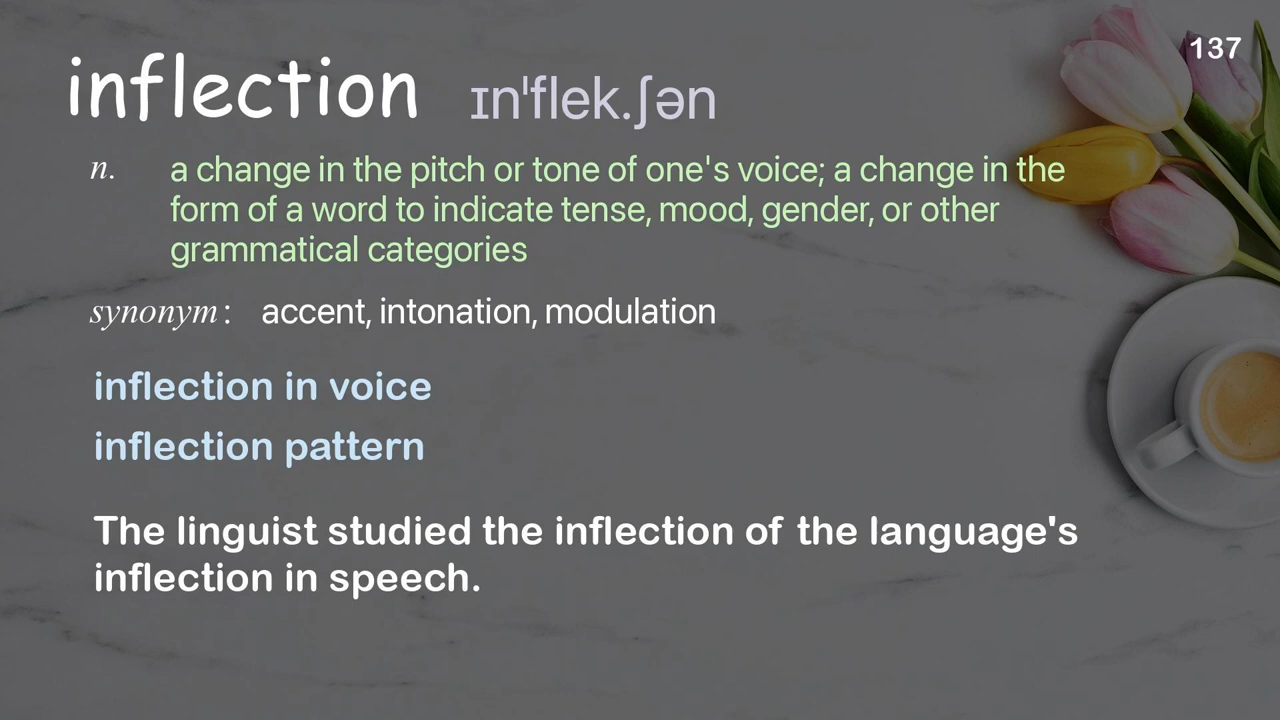 137
inflection ɪnˈflek.ʃən
n. a change in the pitch or tone of one's voice; a change in the
form of a word to indicate tense, mood, gender, or other
grammatical categories
synonym: accent, intonation, modulation
inflection in voice
inflection pattern
The linguist studied the inflection of the language's
inflection in speech.